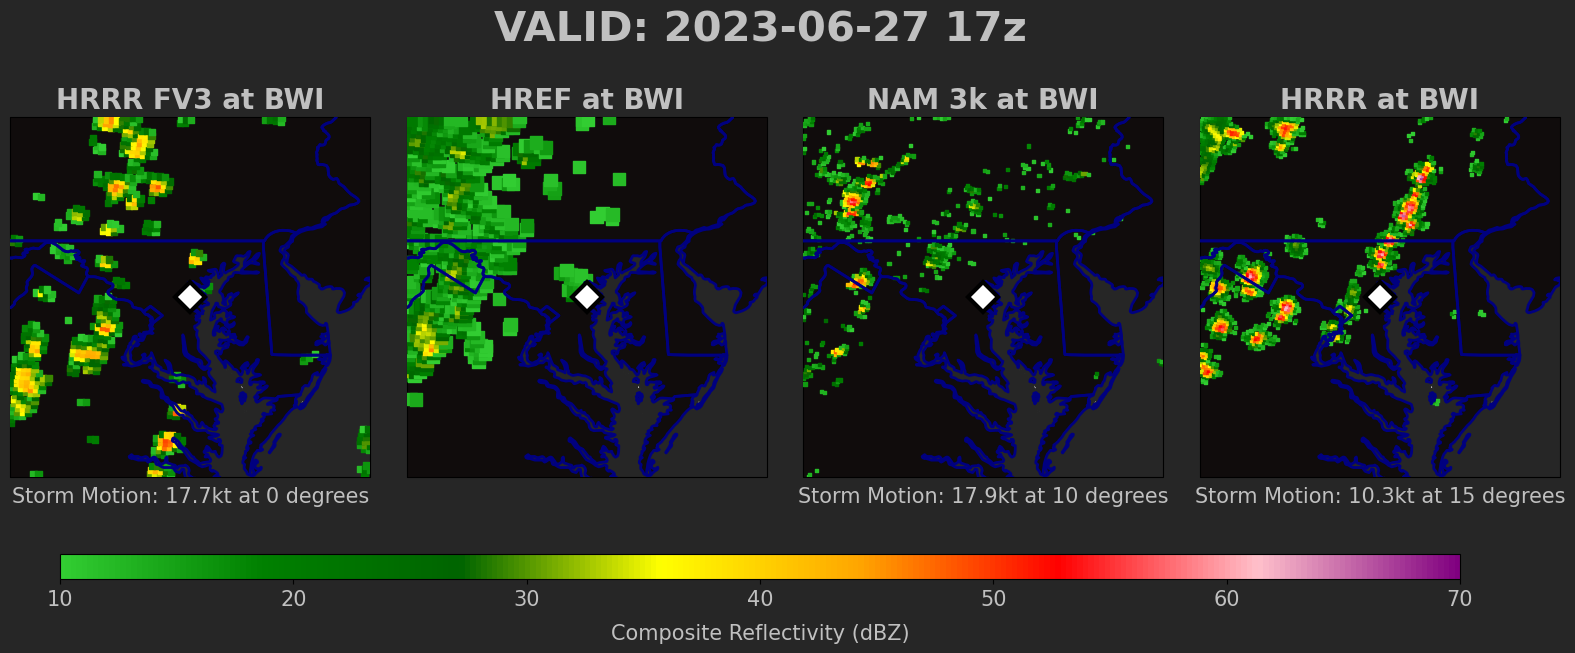 VALID: 2023-06-27 17z
HRRR FV3 at BWI
HREF at BWI
NAM 3k at BWI
HRRR at BWI
Storm Motion: 17.7kt at 0 degrees
Storm Motion: 17.9kt at 10 degrees
Storm Motion: 10.3kt at 15 degrees
10 20 30 40 50 60 70
Composite Reflectivity (dBZ)